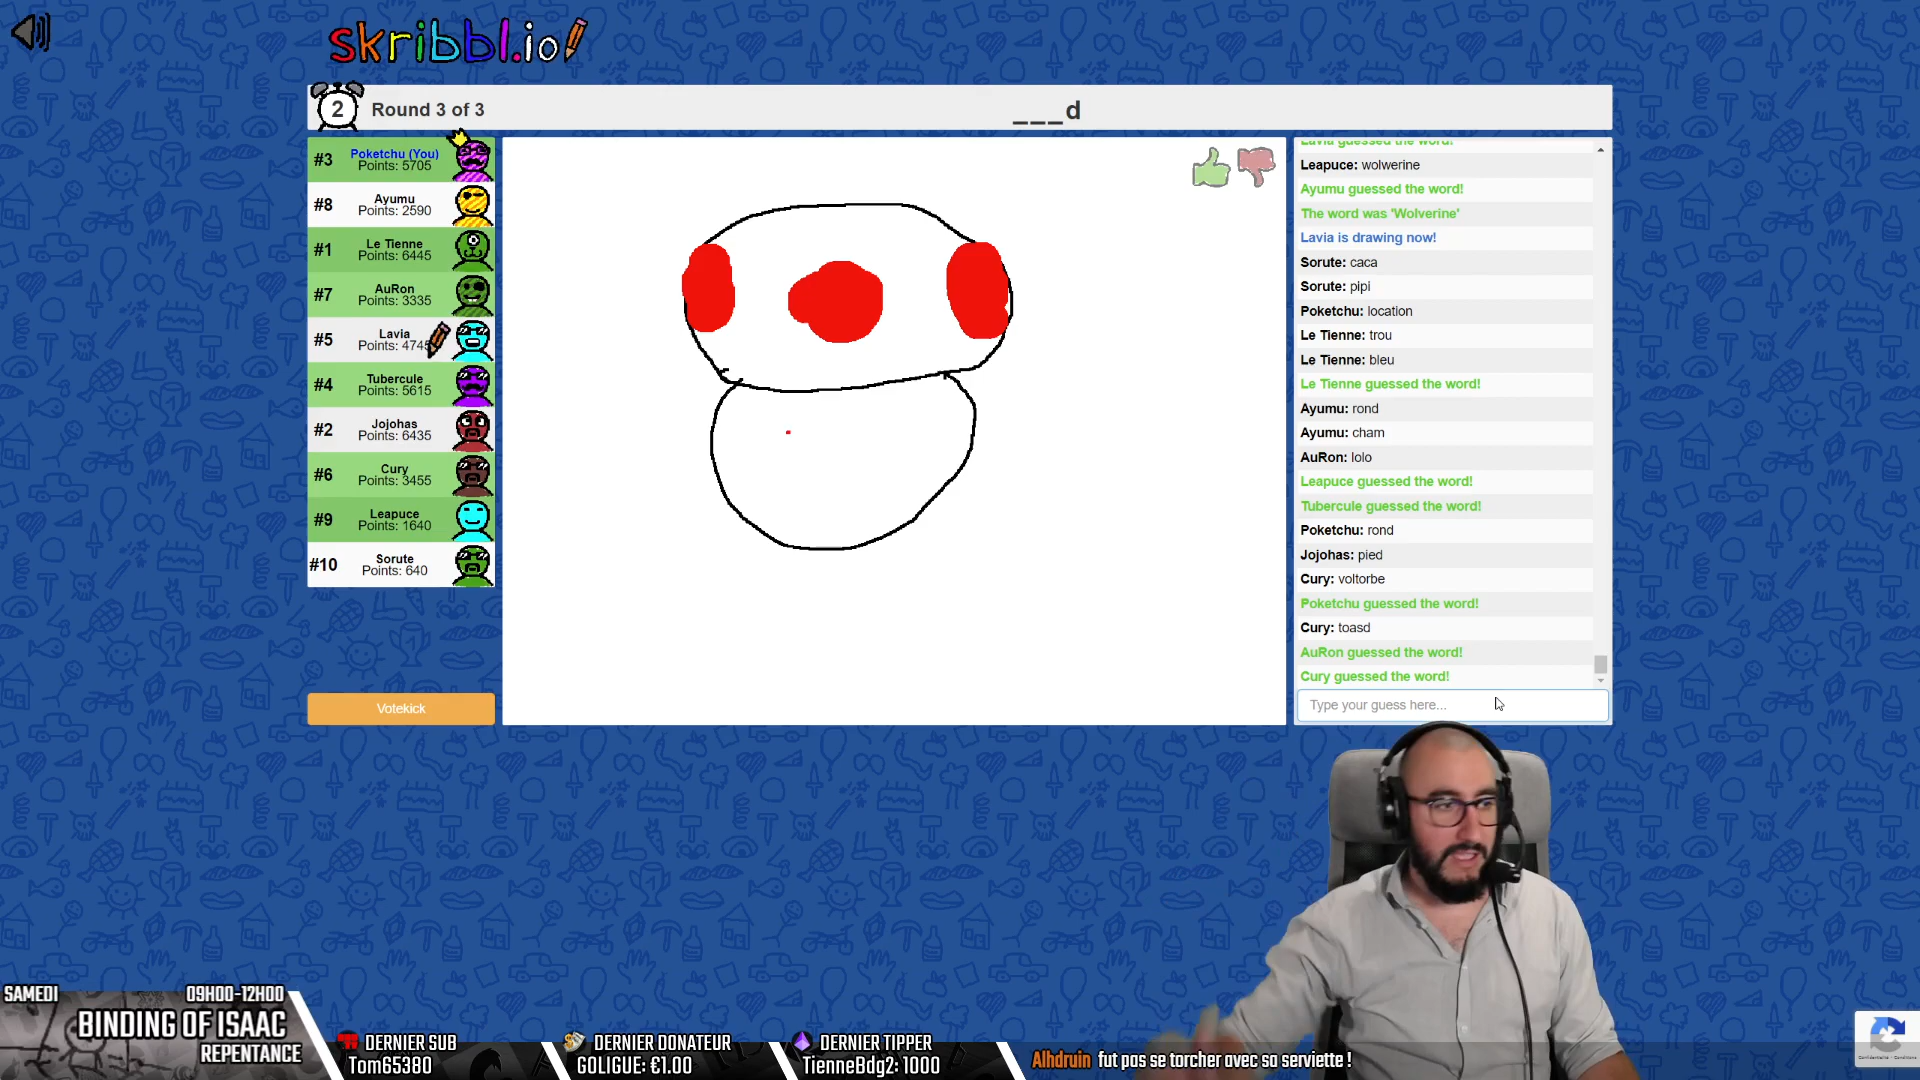 skribbl.io
2
Round 3 of 3
___d
#3 Poketchu (You)
Points: 5705
#8 Ayumu
Points: 2590
#1 Le Tienne
Points: 6445
#7 AuRon
Points: 3335
#5 Lavia
Points: 4745
#4 Tubercule
Points: 5615
#2 Jojohas
Points: 6435
#6 Cury
Points: 3455
#9 Leapuce
Points: 1640
#10 Sorute
Points: 640
Votekick
Lavia guessed the word!
Leapuce: wolwerine
Ayumu guessed the word!
The word was 'Wolverine'
Lavia is drawing now!
Sorute: caca
Sorute: pipi
Poketchu: location
Le Tienne: trou
Le Tienne: bleu
Le Tienne guessed the word!
Ayumu: rond
Ayumu: cham
AuRon: lolo
Leapuce guessed the word!
Tubercule guessed the word!
Poketchu: rond
Jojohas: pied
Cury: voltorbe
Poketchu guessed the word!
Cury: toasd
AuRon guessed the word!
Cury guessed the word!
Type your guess here...
SAMEDI 09H00-12H00
BINDING OF ISAAC
REPENTANCE
DERNIER SUB
Tom65380
DERNIER DONATEUR
GOLIGUE: €1.00
DERNIER TIPPER
TienneBdg2: 1000
Alhdruin fut pas se torcher avec sa serviette !